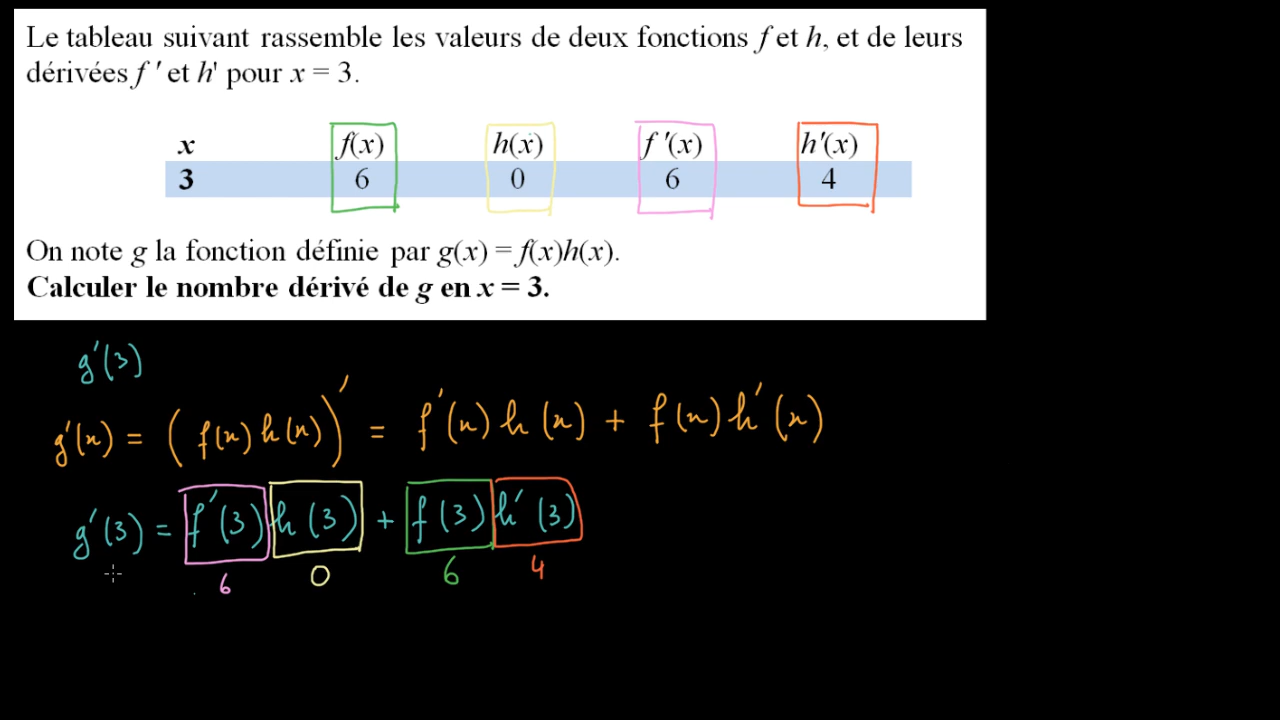 Le tableau suivant rassemble les valeurs de deux fonctions f et h, et de leurs
dérivées f ' et h' pour x = 3.
x f(x) h(x) f '(x) h'(x)
3 6 0 6 4
On note g la fonction définie par g(x) = f(x)h(x).
Calculer le nombre dérivé de g en x = 3.
g'(3)
g'(x) = (f(x) h(x))' = f'(x) h(x) + f(x) h'(x)
g'(3) = f'(3) h(3) + f(3) h'(3)
6 0 6 4